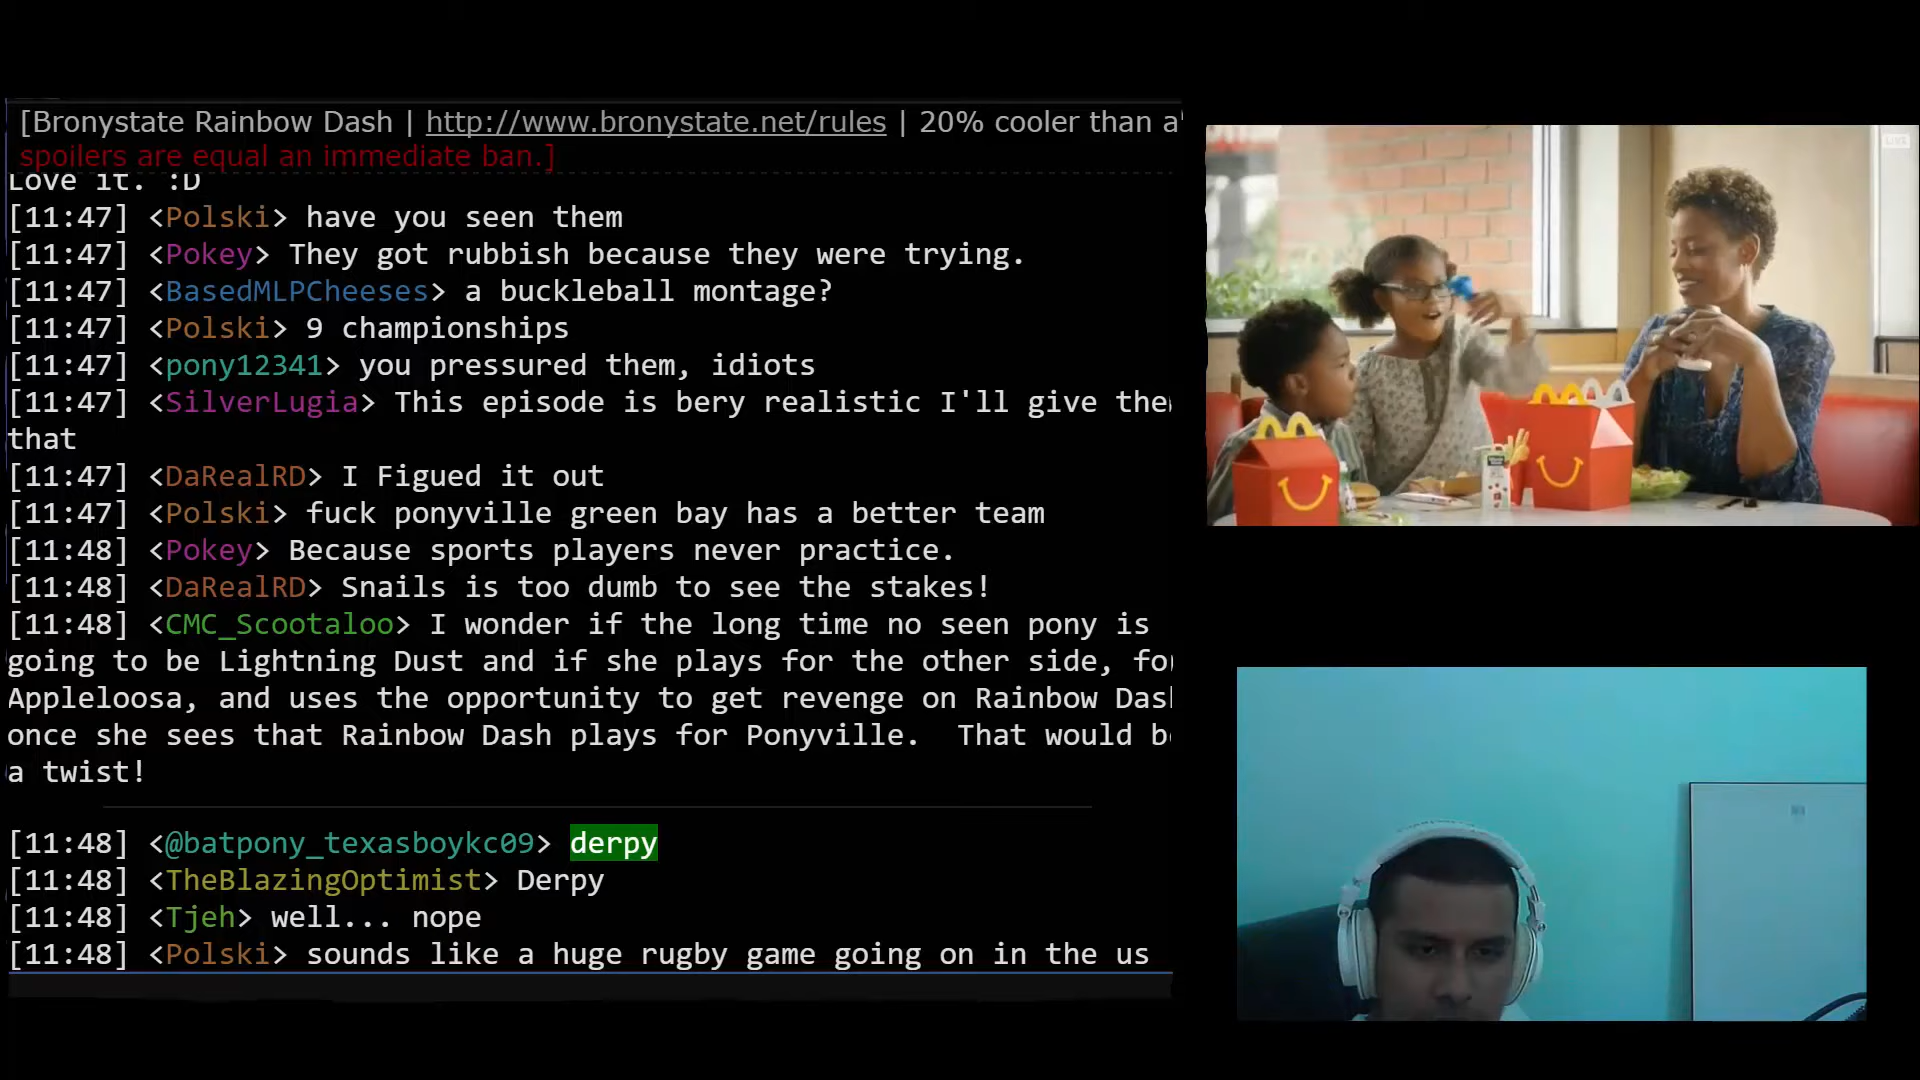 [Bronystate Rainbow Dash | http://www.bronystate.net/rules | 20% cooler than a
spoilers are equal an immediate ban.]
Love it. :D
[11:47] <Polski> have you seen them
[11:47] <Pokey> They got rubbish because they were trying.
[11:47] <BasedMLPCheeses> a buckleball montage?
[11:47] <Polski> 9 championships
[11:47] <pony12341> you pressured them, idiots
[11:47] <SilverLugia> This episode is bery realistic I'll give
that
[11:47] <DaRealRD> I Figued it out
[11:47] <Polski> fuck ponyville green bay has a better team
[11:48] <Pokey> Because sports players never practice.
[11:48] <DaRealRD> Snails is too dumb to see the stakes!
[11:48] <CMC_Scootaloo> I wonder if the long time no seen pony is
going to be Lightning Dust and if she plays for the other side,
Appleloosa, and uses the opportunity to get revenge on Rainbow
once she sees that Rainbow Dash plays for Ponyville.  That would
a twist!
[11:48] <@batpony_texasboykc09> derpy
[11:48] <TheBlazingOptimist> Derpy
[11:48] <Tjeh> well... nope
[11:48] <Polski> sounds like a huge rugby game going on in the us